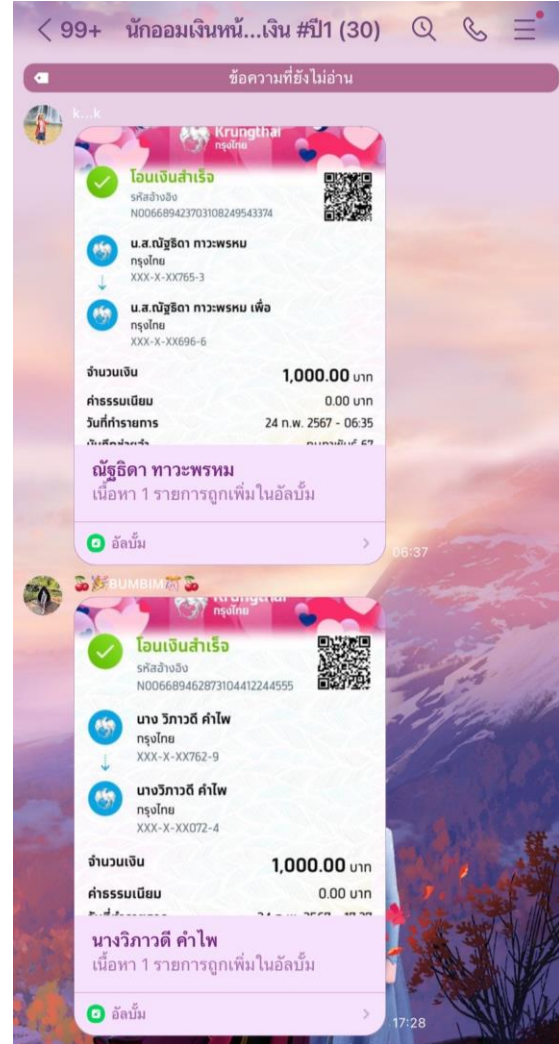 99+ นักออมเงินหน้...เงิน #ปี1 (30)
ข้อความที่ยังไม่อ่าน
k...k
Krungthai
กรุงไทย
โอนเงินสำเร็จ
รหัสอ้างอิง
N00668942370310824954​3374
น.ส.ณัฐธิดา ทาวะพรหม
กรุงไทย
XXX-X-XX765-3
น.ส.ณัฐธิดา ทาวะพรหม เพื่อ
กรุงไทย
XXX-X-XX696-6
จำนวนเงิน 1,000.00 บาท
ค่าธรรมเนียม 0.00 บาท
วันที่ทำรายการ 24 ก.พ. 2567 - 06:35
ณัฐธิดา ทาวะพรหม
เนื้อหา 1 รายการถูกเพิ่มในอัลบั้ม
อัลบั้ม
06:37
BUMBIM
Krungthai
กรุงไทย
โอนเงินสำเร็จ
รหัสอ้างอิง
N006689462873104412244555
นาง วิภาวดี คำไพ
กรุงไทย
XXX-X-XX762-9
นางวิภาวดี คำไพ
กรุงไทย
XXX-X-XX072-4
จำนวนเงิน 1,000.00 บาท
ค่าธรรมเนียม 0.00 บาท
นางวิภาวดี คำไพ
เนื้อหา 1 รายการถูกเพิ่มในอัลบั้ม
อัลบั้ม
17:28